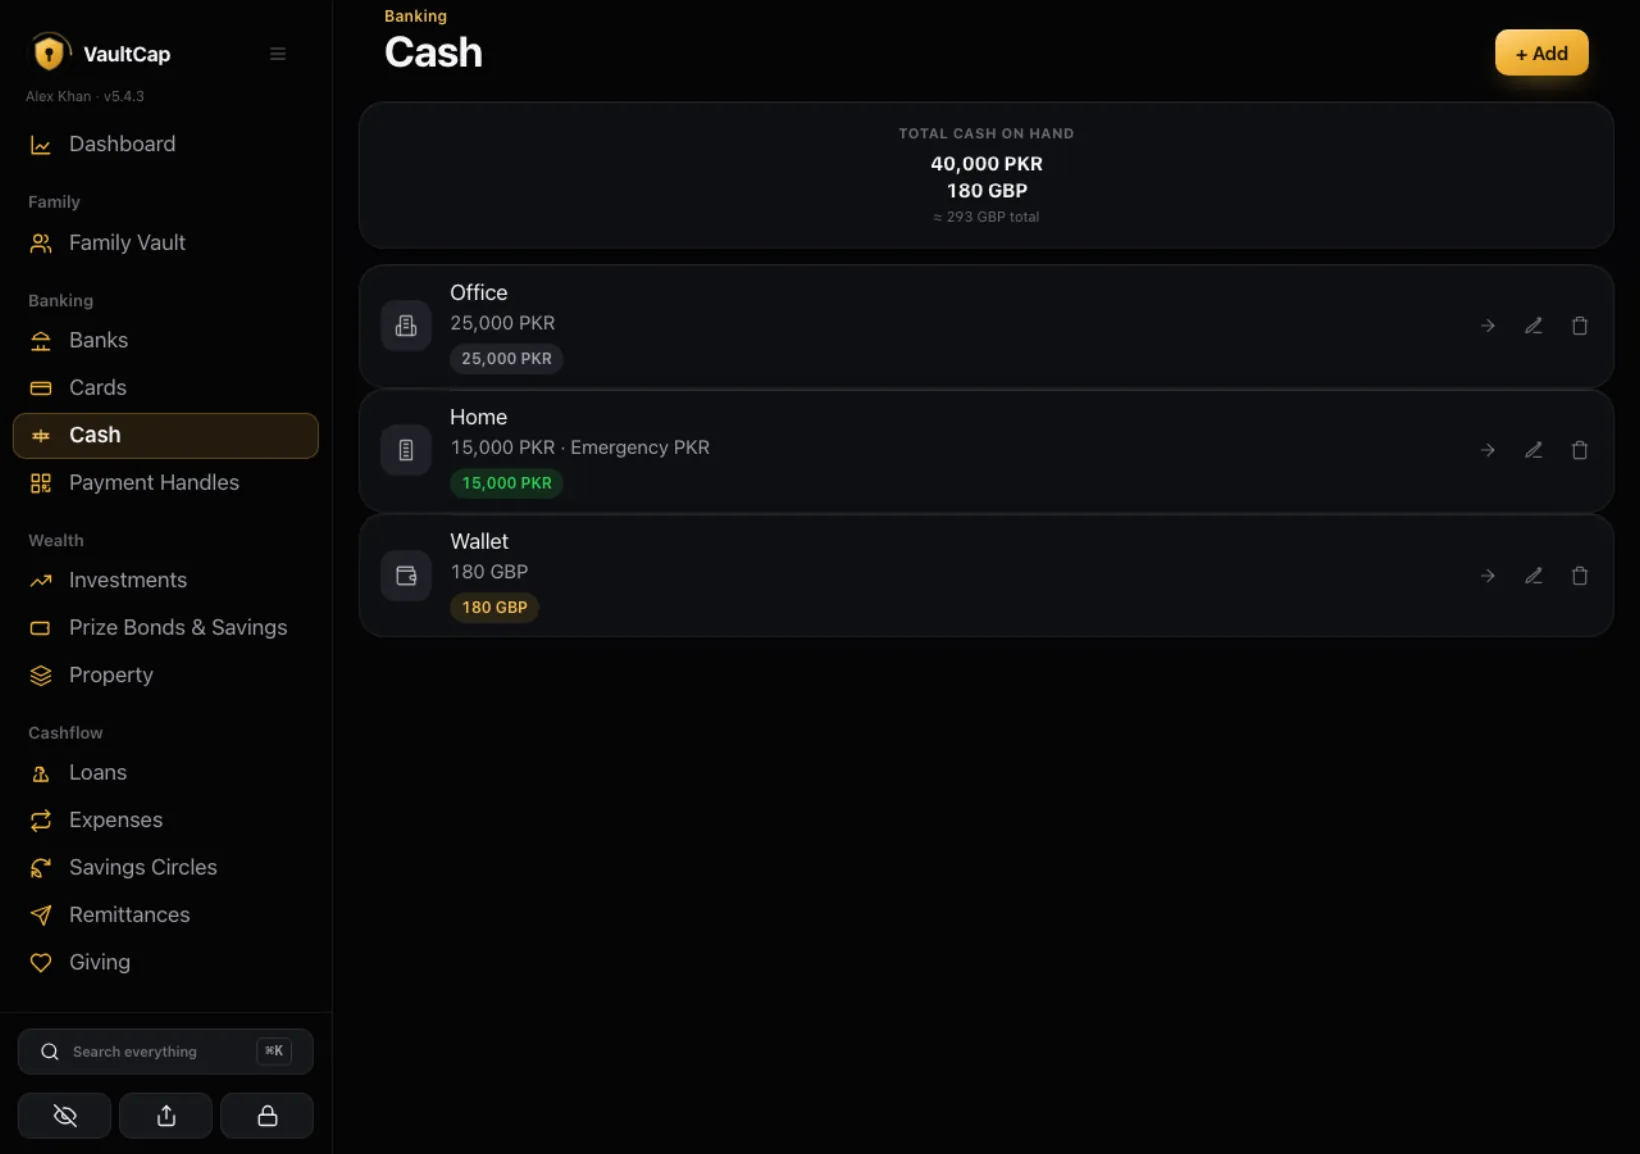 VaultCap
Alex Khan · v5.4.3
Dashboard
Family
Family Vault
Banking
Banks
Cards
Cash
Payment Handles
Wealth
Investments
Prize Bonds & Savings
Property
Cashflow
Loans
Expenses
Savings Circles
Remittances
Giving
Search everything
⌘K
Banking
Cash
+ Add
TOTAL CASH ON HAND
40,000 PKR
180 GBP
≈ 293 GBP total
Office
25,000 PKR
25,000 PKR
Home
15,000 PKR · Emergency PKR
15,000 PKR
Wallet
180 GBP
180 GBP